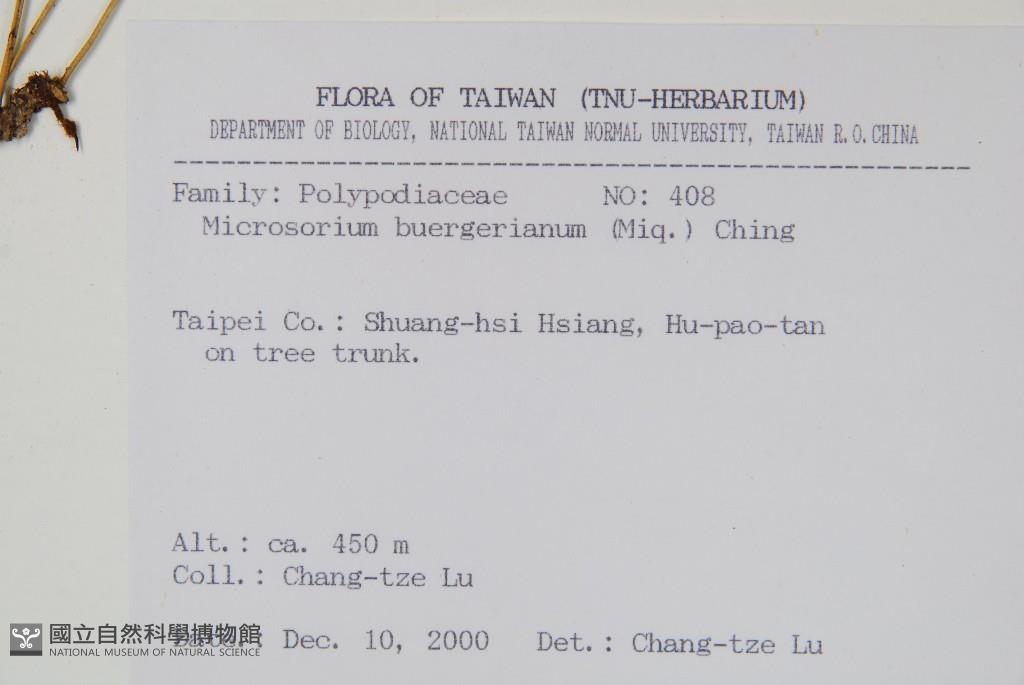 FLORA OF TAIWAN (TNU-HERBARIUM)
DEPARTMENT OF BIOLOGY, NATIONAL TAIWAN NORMAL UNIVERSITY, TAIWAN R.O.CHINA
Family: Polypodiaceae NO: 408
Microsorium buergerianum (Miq.) Ching
Taipei Co.: Shuang-hsi Hsiang, Hu-pao-tan
on tree trunk.
Alt.: ca. 450 m
Coll.: Chang-tze Lu
Date.: Dec. 10, 2000 Det.: Chang-tze Lu
國立自然科學博物館
NATIONAL MUSEUM OF NATURAL SCIENCE